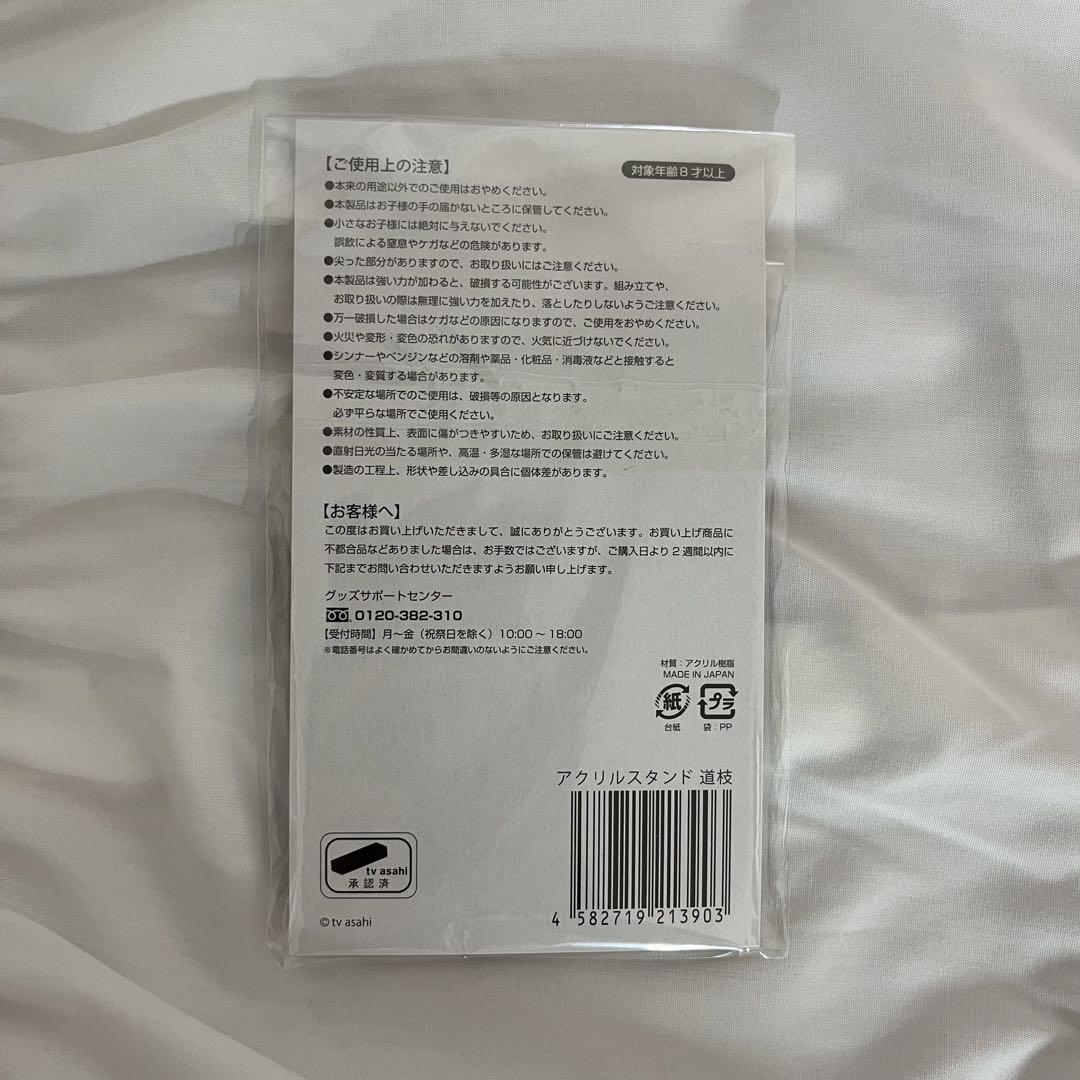 【ご使用上の注意】
対象年齢8才以上
●本来の用途以外でのご使用はおやめください。
●本製品はお子様の手の届かないところに保管してください。
●小さなお子様には絶対に与えないでください。
誤飲による窒息やケガなどの危険があります。
●尖った部分がありますので、お取り扱いにはご注意ください。
●本製品は強い力が加わると、破損する可能性がございます。組み立てや、
お取り扱いの際は無理に強い力を加えたり、落としたりしないようご注意ください。
●万一破損した場合はケガなどの原因になりますので、ご使用をおやめください。
●火災や変形・変色の恐れがありますので、火気に近づけないでください。
●シンナーやベンジンなどの溶剤や薬品・化粧品・消毒液などと接触すると
変色・変質する場合があります。
●不安定な場所でのご使用は、破損等の原因となります。
必ず平らな場所でご使用ください。
●素材の性質上、表面に傷がつきやすいため、お取り扱いにご注意ください。
●直射日光の当たる場所や、高温・多湿な場所での保管は避けてください。
●製造の工程上、形状や差し込みの具合に個体差があります。
【お客様へ】
この度はお買い上げいただきまして、誠にありがとうございます。お買い上げ商品に
不都合品などありました場合は、お手数ではございますが、ご購入日より2週間以内に
下記までお問い合わせいただきますようお願い申し上げます。
グッズサポートセンター
0120-382-310
【受付時間】月〜金（祝祭日を除く）10:00〜18:00
※電話番号はよく確かめてからお間違いのないようにご注意ください。
材質：アクリル樹脂
MADE IN JAPAN
紙 プラ
台紙 袋：PP
アクリルスタンド 道枝
4 582719 213903
tv asahi
承認済
©tv asahi